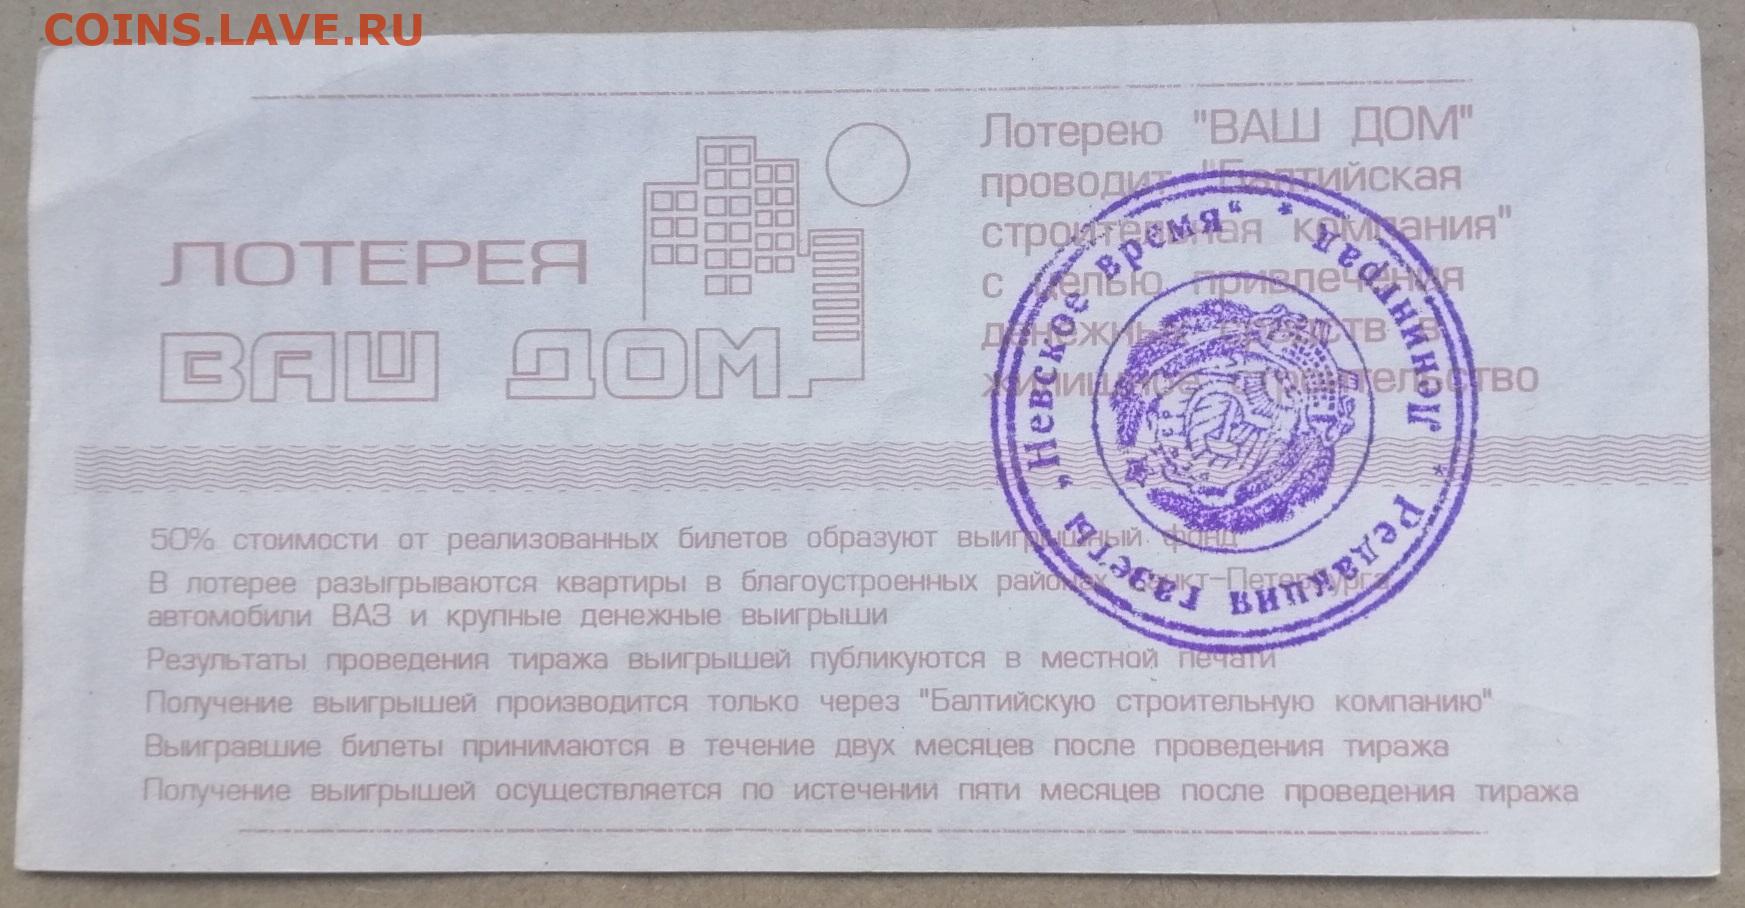 COINS.LAVE.RU
ЛОТЕРЕЯ
ВАШ ДОМ
Лотерею "ВАШ ДОМ"
проводит "Балтийская
строительная компания"
с целью привлечения
денежных средств в
жилищное строительство
Редакция газеты „Невское время“ * Ленинград *
50% стоимости от реализованных билетов образуют выигрышный фонд
В лотерее разыгрываются квартиры в благоустроенных районах Санкт-Петербурга
автомобили ВАЗ и крупные денежные выигрыши
Результаты проведения тиража выигрышей публикуются в местной печати
Получение выигрышей производится только через "Балтийскую строительную компанию"
Выигравшие билеты принимаются в течение двух месяцев после проведения тиража
Получение выигрышей осуществляется по истечении пяти месяцев после проведения тиража